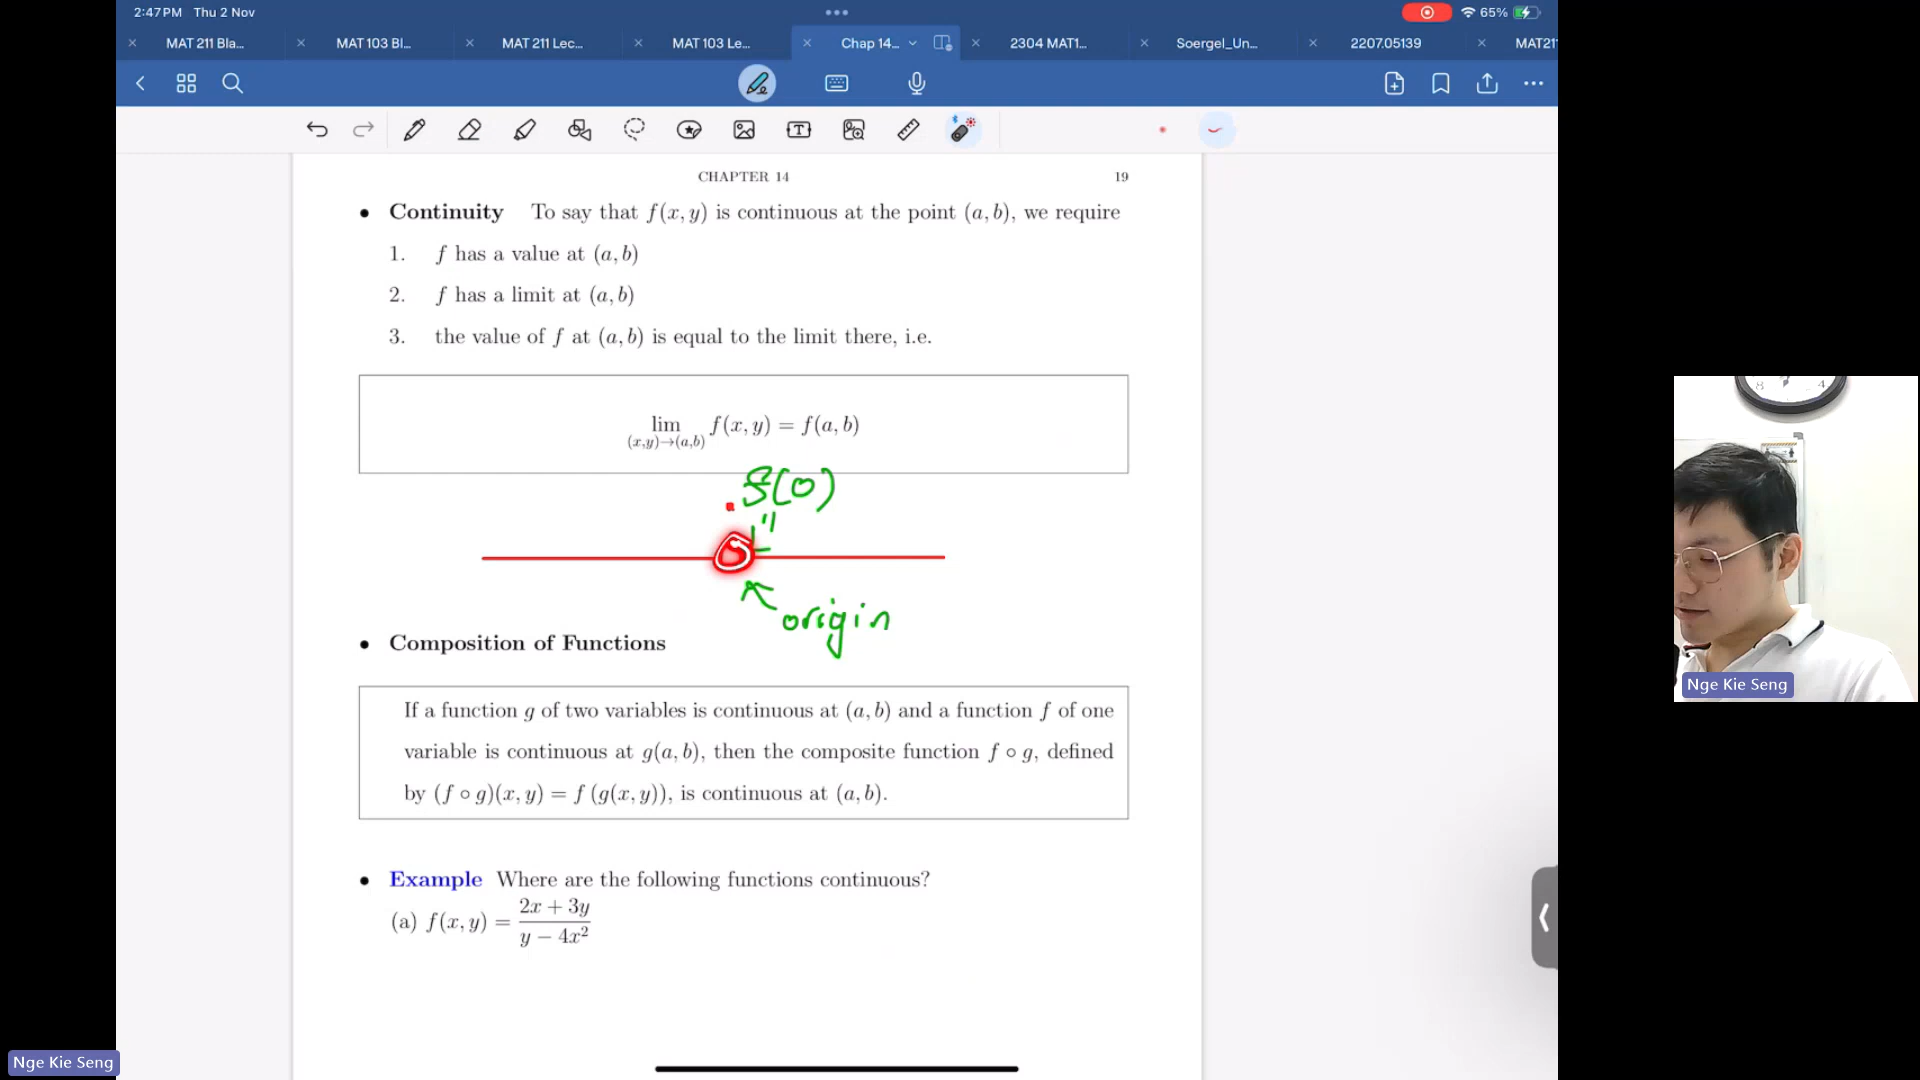 2:47PM Thu 2 Nov
65%
MAT 211 Bla...
MAT 103 Bl...
MAT 211 Lec...
MAT 103 Le...
Chap 14...
2304 MAT1...
Soergel_Un...
2207.05139
MAT21
CHAPTER 14
19
• Continuity To say that f(x, y) is continuous at the point (a, b), we require
1. f has a value at (a, b)
2. f has a limit at (a, b)
3. the value of f at (a, b) is equal to the limit there, i.e.
lim f(x, y) = f(a, b)
(x,y)→(a,b)
(0)
origin
• Composition of Functions
If a function g of two variables is continuous at (a, b) and a function f of one
variable is continuous at g(a, b), then the composite function f ∘ g, defined
by (f ∘ g)(x, y) = f (g(x, y)), is continuous at (a, b).
• Example Where are the following functions continuous?
(a) f(x, y) = (2x + 3y)/(y − 4x²)
8 4
Nge Kie Seng
Nge Kie Seng